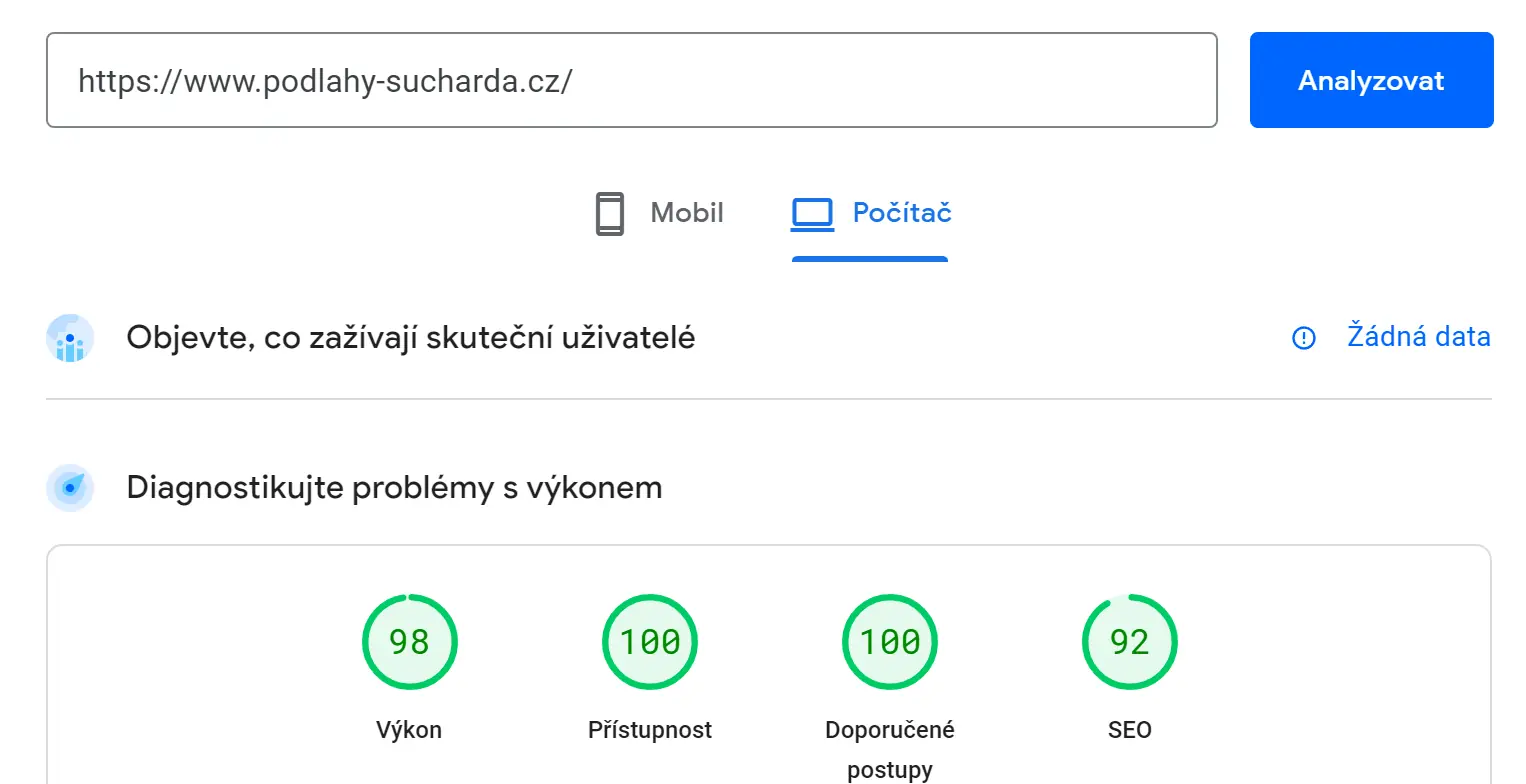 https://www.podlahy-sucharda.cz/
Analyzovat
Mobil
Počítač
Objevte, co zažívají skuteční uživatelé
Žádná data
Diagnostikujte problémy s výkonem
98
100
100
92
Výkon
Přístupnost
Doporučené
postupy
SEO